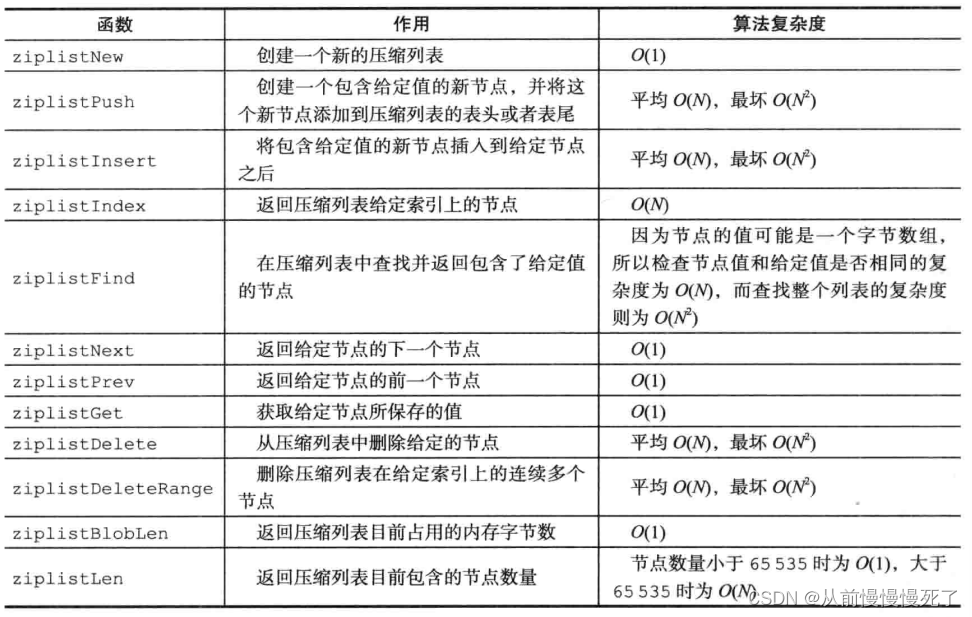 函数 作用 算法复杂度
ziplistNew 创建一个新的压缩列表 O(1)
ziplistPush 创建一个包含给定值的新节点，并将这
个新节点添加到压缩列表的表头或者表尾 平均 O(N)，最坏 O(N²)
ziplistInsert 将包含给定值的新节点插入到给定节点
之后 平均 O(N)，最坏 O(N²)
ziplistIndex 返回压缩列表给定索引上的节点 O(N)
ziplistFind 在压缩列表中查找并返回包含了给定值
的节点 因为节点的值可能是一个字节数组，
所以检查节点值和给定值是否相同的复
杂度为 O(N)，而查找整个列表的复杂度
则为 O(N²)
ziplistNext 返回给定节点的下一个节点 O(1)
ziplistPrev 返回给定节点的前一个节点 O(1)
ziplistGet 获取给定节点所保存的值 O(1)
ziplistDelete 从压缩列表中删除给定的节点 平均 O(N)，最坏 O(N²)
ziplistDeleteRange 删除压缩列表在给定索引上的连续多个
节点 平均 O(N)，最坏 O(N²)
ziplistBlobLen 返回压缩列表目前占用的内存字节数 O(1)
ziplistLen 返回压缩列表目前包含的节点数量 节点数量小于 65 535 时为 O(1)，大于
65 535 时为 O(N)
CSDN @从前慢慢慢死了